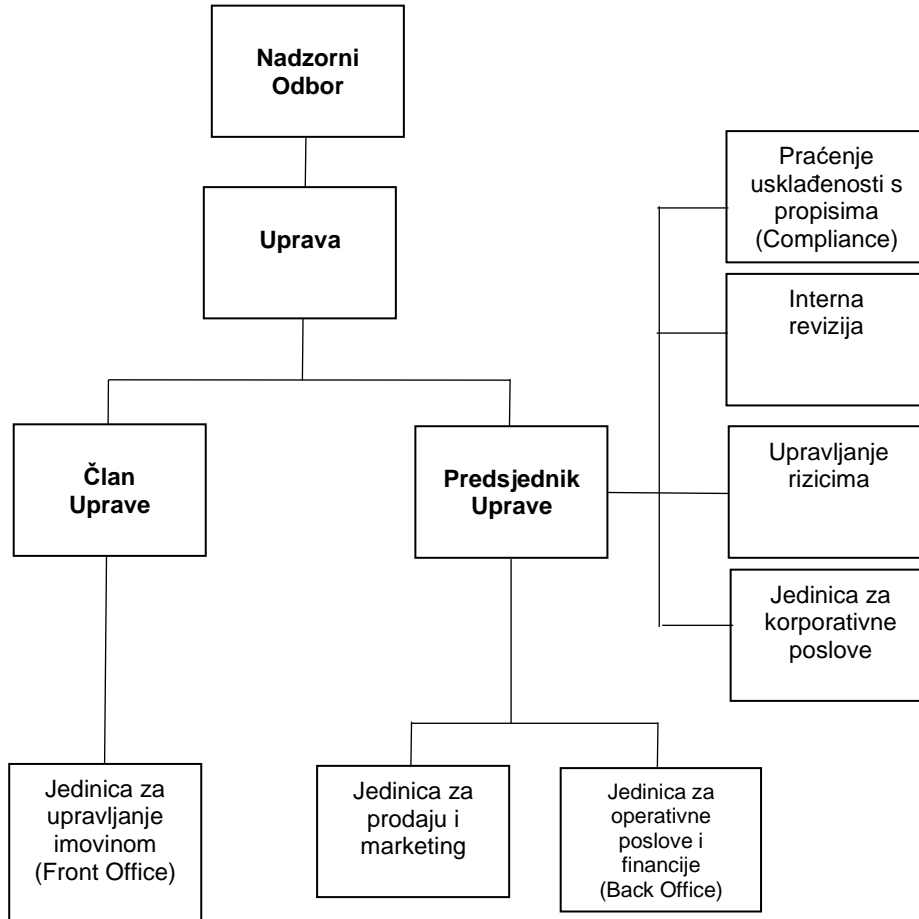 Nadzorni
Odbor
Uprava
Praćenje
usklađenosti s
propisima
(Compliance)
Interna
revizija
Član
Uprave
Predsjednik
Uprave
Upravljanje
rizicima
Jedinica za
korporativne
poslove
Jedinica za
upravljanje
imovinom
(Front Office)
Jedinica za
prodaju i
marketing
Jedinica za
operativne
poslove i
financije
(Back Office)